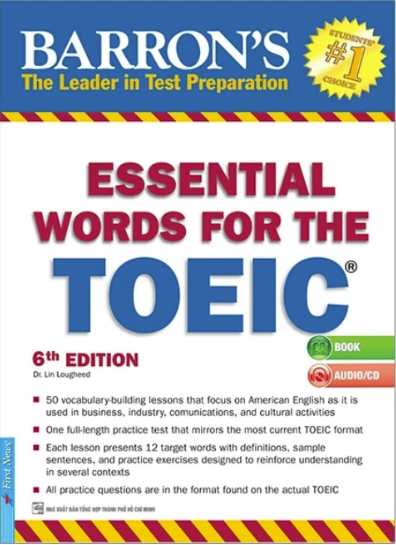 BARRON'S
The Leader in Test Preparation
STUDENTS'
#1
CHOICE
ESSENTIAL
WORDS FOR THE
TOEIC®
BOOK
6th EDITION
AUDIO/CD
Dr. Lin Lougheed
50 vocabulary-building lessons that focus on American English as it is
used in business, industry, comunications, and cultural activities
One full-length practice test that mirrors the most current TOEIC format
Each lesson presents 12 target words with definitions, sample
sentences, and practice exercises designed to reinforce understanding
in several contexts
All practice questions are in the format found on the actual TOEIC
First News
NHÀ XUẤT BẢN TỔNG HỢP THÀNH PHỐ HỒ CHÍ MINH